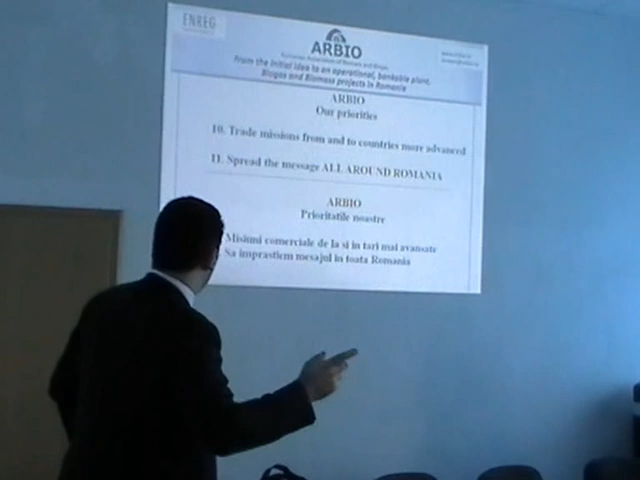 ENREG
ARBIO
From the initial idea to an operational, bankable plant,
Biogas and Biomass projects in Romania
ARBIO
Our priorities
10. Trade missions from and to countries more advanced
11. Spread the message ALL AROUND ROMANIA
ARBIO
Prioritatile noastre
Misiuni comerciale de la si in tari mai avansate
Sa imprastiem mesajul in toata Romania